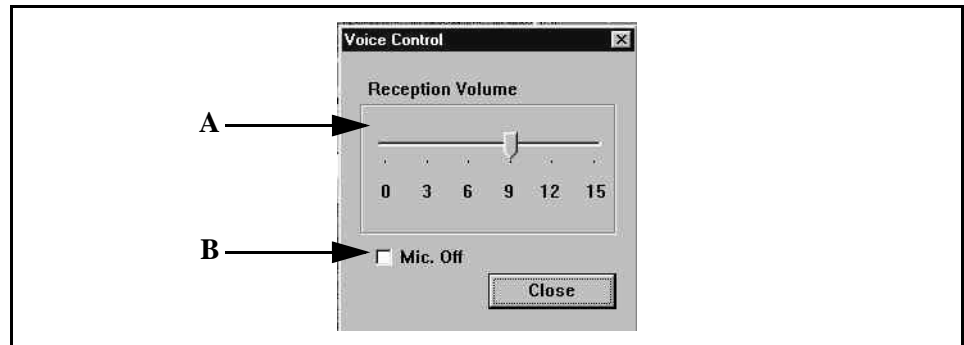 Voice Control
Reception Volume
A
0 3 6 9 12 15
B
Mic. Off
Close